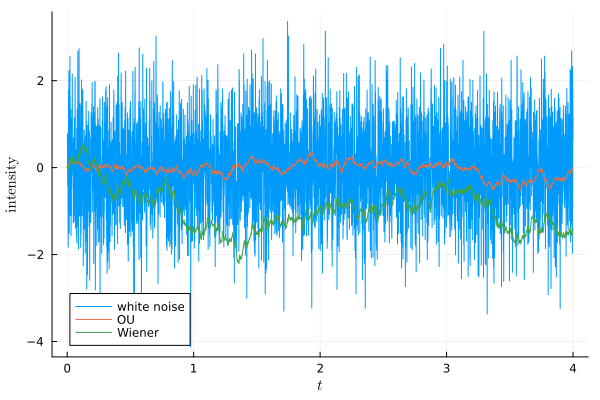 intensity
2
0
−2
−4
white noise
OU
Wiener
0 1 2 3 4
t